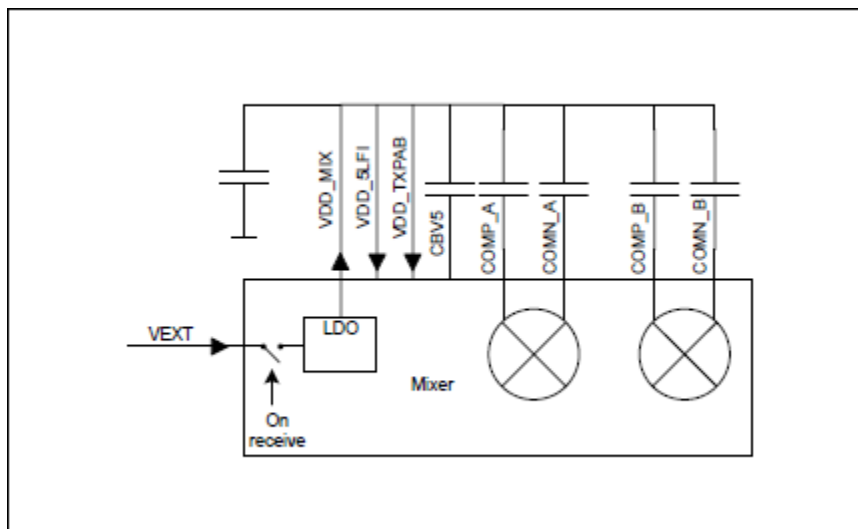 VDD_MIX
VDD_5LFI
VDD_TXPAB
CBV5
COMP_A
COMN_A
COMP_B
COMN_B
VEXT
LDO
Mixer
On
receive